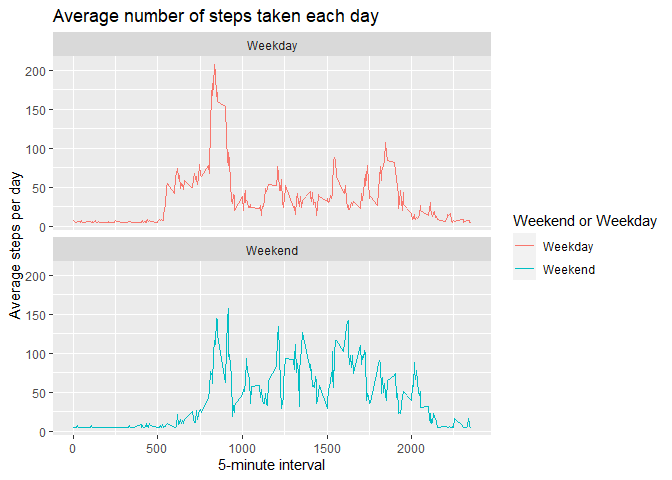 Average number of steps taken each day
Weekday
200
150
100
50
0
Weekend
200
150
100
50
0
Average steps per day
0 500 1000 1500 2000
5-minute interval
Weekend or Weekday
Weekday
Weekend